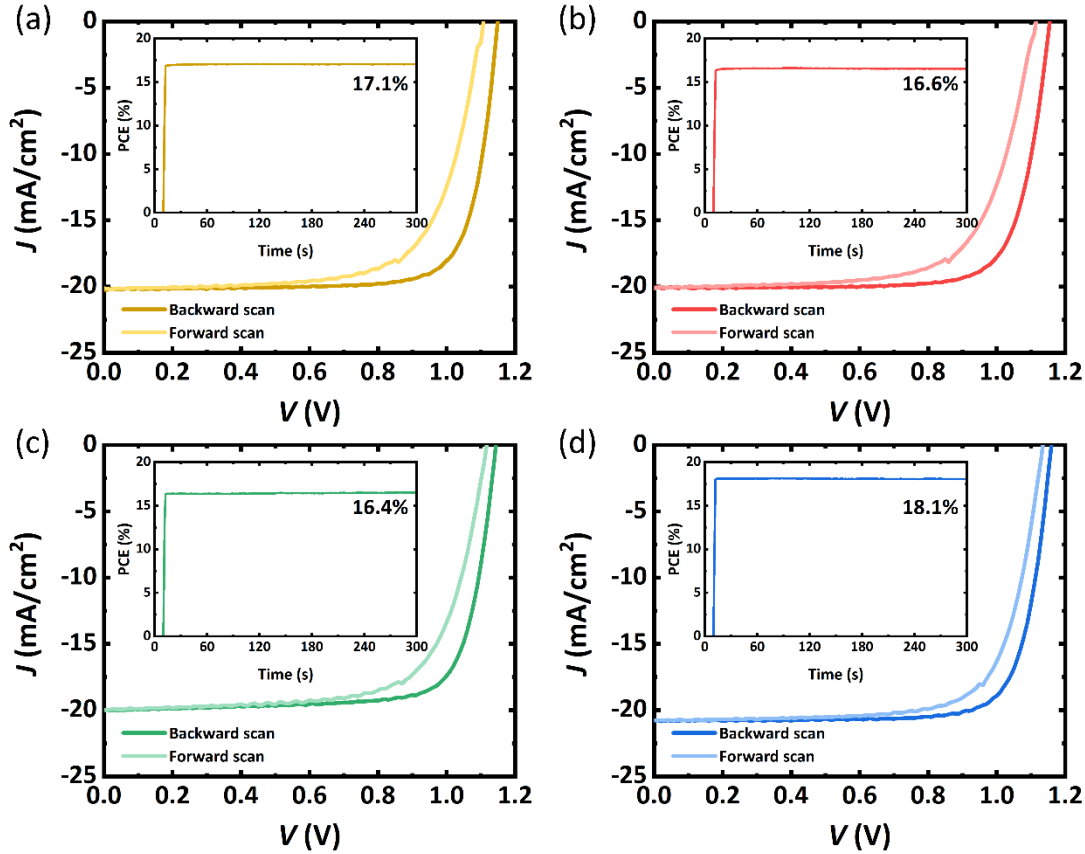 (a)
0
-5
-10
-15
-20
-25
J (mA/cm²)
0.0 0.2 0.4 0.6 0.8 1.0 1.2
V (V)
20
15
10
5
0
PCE (%)
60 120 180 240 300
Time (s)
17.1%
Backward scan
Forward scan
(b)
0
-5
-10
-15
-20
-25
J (mA/cm²)
0.0 0.2 0.4 0.6 0.8 1.0 1.2
V (V)
20
15
10
5
0
PCE (%)
0 60 120 180 240 300
Time (s)
16.6%
Backward scan
Forward scan
(c)
0
-5
-10
-15
-20
-25
J (mA/cm²)
0.0 0.2 0.4 0.6 0.8 1.0 1.2
V (V)
20
15
10
5
0
PCE (%)
0 60 120 180 240 300
Time (s)
16.4%
Backward scan
Forward scan
(d)
0
-5
-10
-15
-20
-25
J (mA/cm²)
0.0 0.2 0.4 0.6 0.8 1.0 1.2
V (V)
20
15
10
5
0
PCE (%)
0 60 120 180 240 300
Time (s)
18.1%
Backward scan
Forward scan